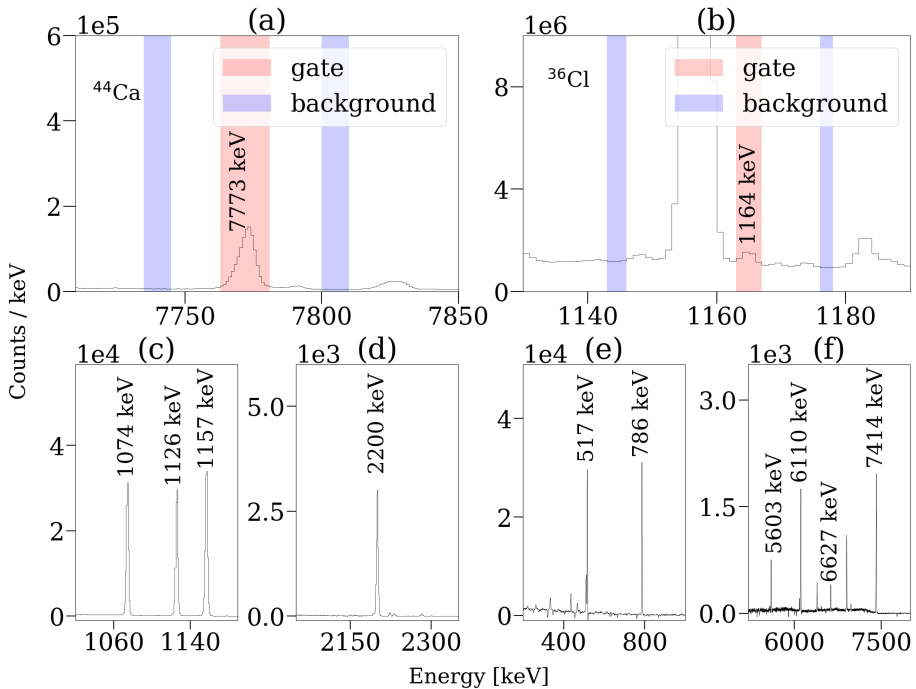 1e5 (a)
1e6 (b)
6
4
2
0
⁴⁴Ca
gate
background
7773 keV
7750 7800 7850
8
4
0
³⁶Cl
gate
background
1164 keV
1140 1160 1180
Counts / keV
1e4 (c)
1e3 (d)
1e4 (e)
1e3 (f)
4
2
0
1074 keV
1126 keV
1157 keV
1060 1140
5.0
2.5
0.0
2200 keV
2150 2300
4
2
0
517 keV
786 keV
400 800
3.0
1.5
0.0
5603 keV
6110 keV
6627 keV
7414 keV
6000 7500
Energy [keV]